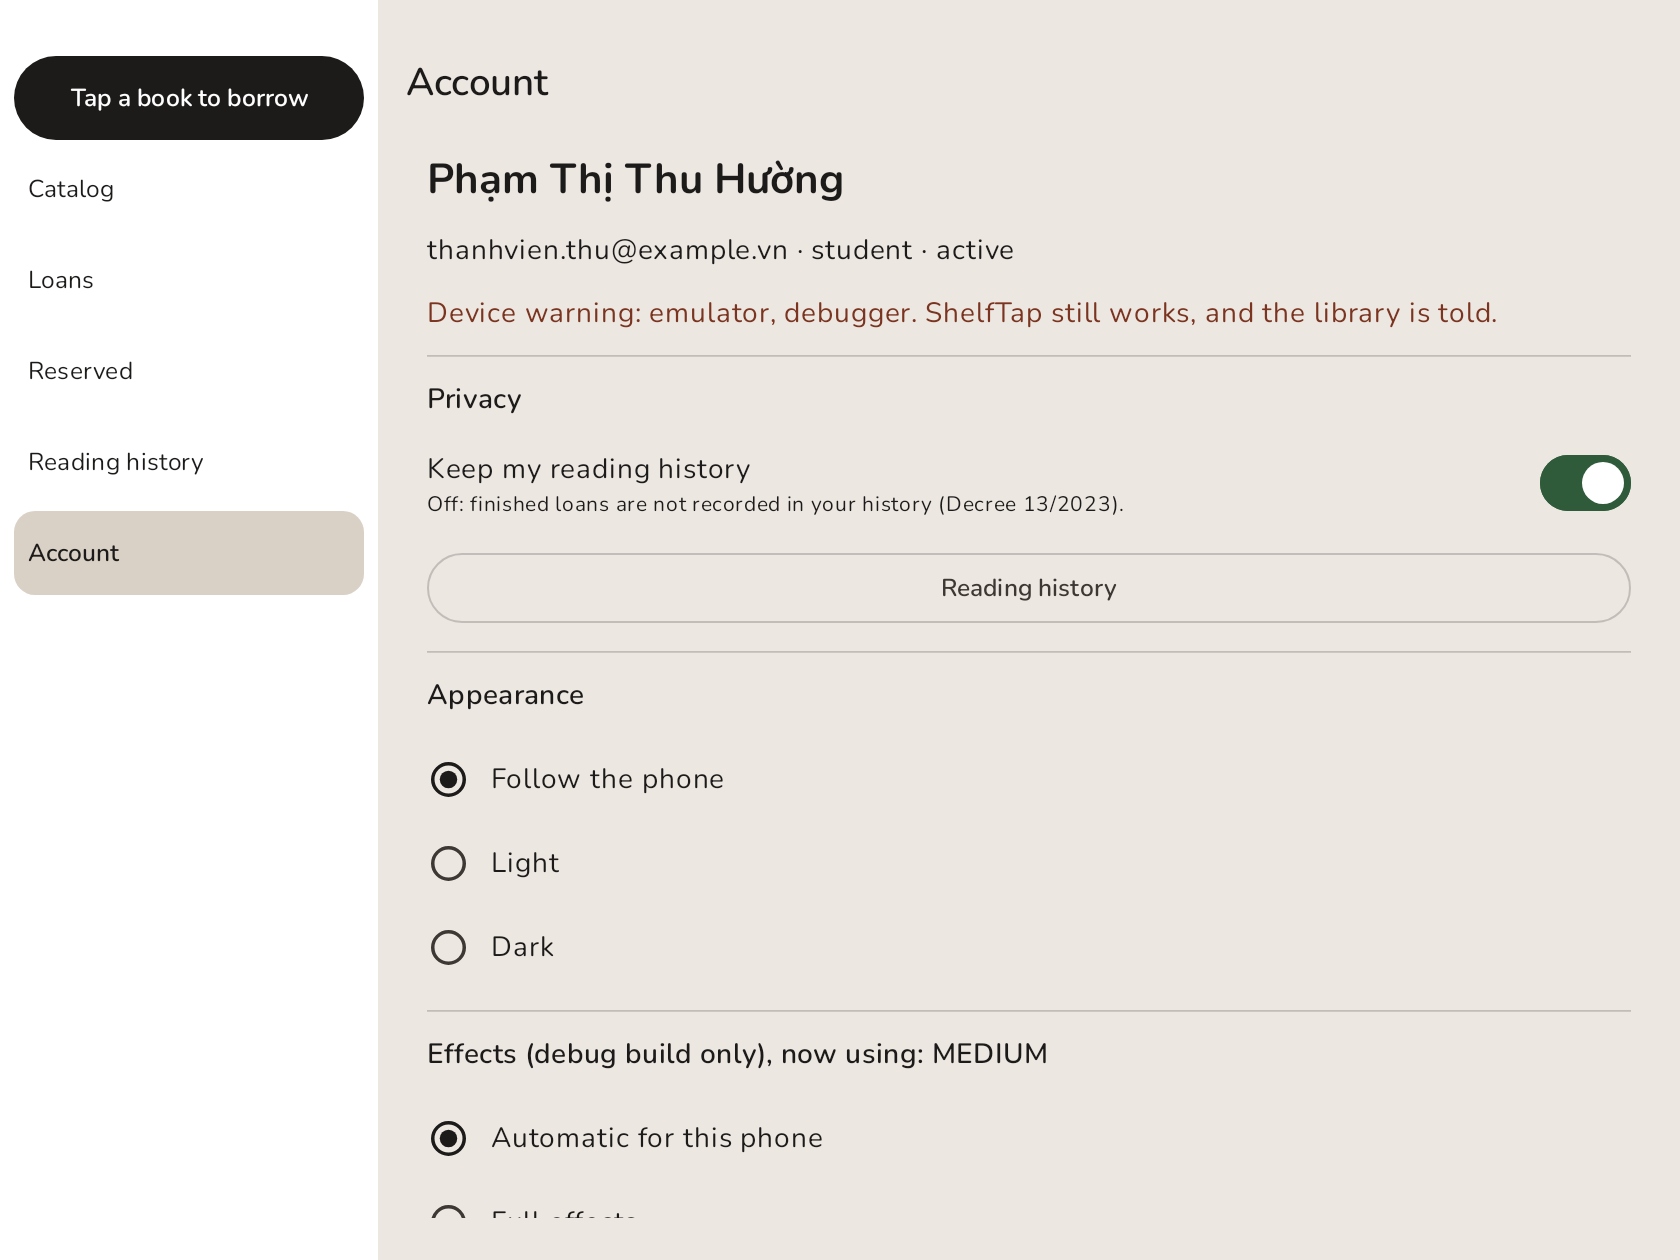 Tap a book to borrow
Catalog
Loans
Reserved
Reading history
Account
Account
Phạm Thị Thu Hường
thanhvien.thu@example.vn · student · active
Device warning: emulator, debugger. ShelfTap still works, and the library is told.
Privacy
Keep my reading history
Off: finished loans are not recorded in your history (Decree 13/2023).
Reading history
Appearance
Follow the phone
Light
Dark
Effects (debug build only), now using: MEDIUM
Automatic for this phone
Full effects